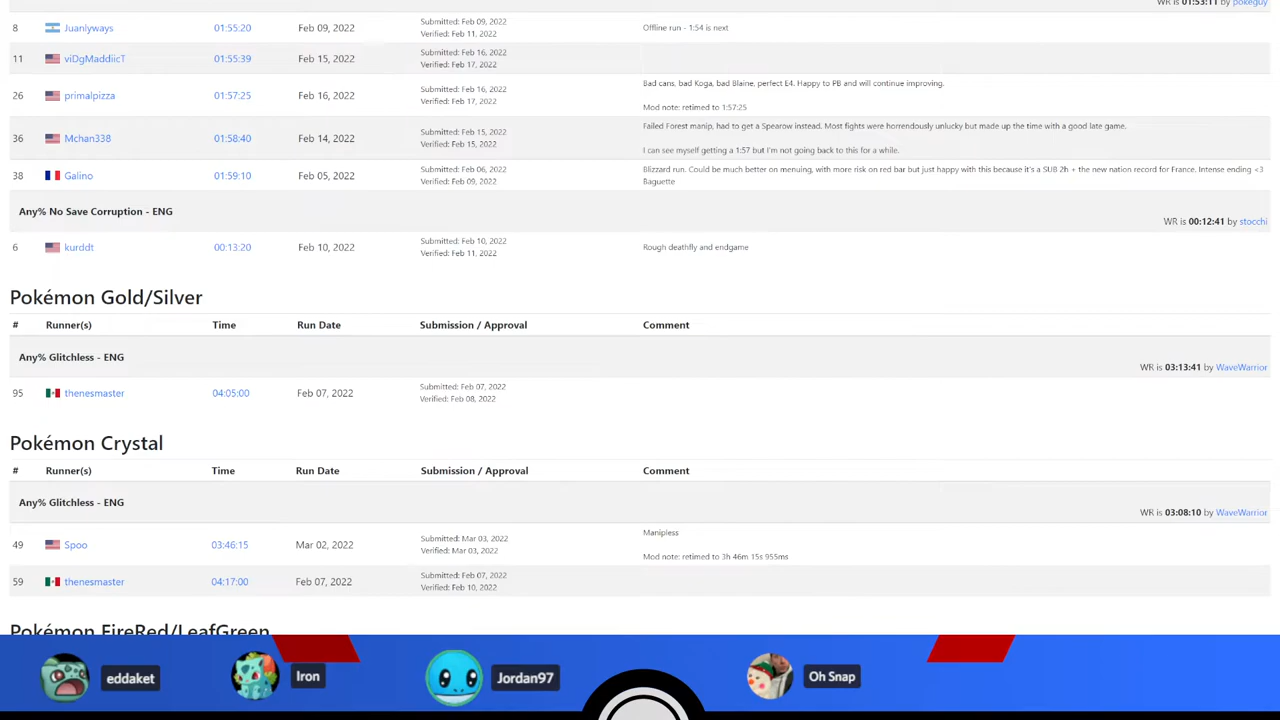 WR is 01:53:11 by pokeguy
8 Juanlyways 01:55:20 Feb 09, 2022 Submitted: Feb 09, 2022 Offline run - 1:54 is next
Verified: Feb 11, 2022
11 viDgMaddiicT 01:55:39 Feb 15, 2022 Submitted: Feb 16, 2022
Verified: Feb 17, 2022
26 primalpizza 01:57:25 Feb 16, 2022 Submitted: Feb 16, 2022 Bad cans, bad Koga, bad Blaine, perfect E4. Happy to PB and will continue improving.
Verified: Feb 17, 2022 Mod note: retimed to 1:57:25
36 Mchan338 01:58:40 Feb 14, 2022 Submitted: Feb 15, 2022 Failed Forest manip, had to get a Spearow instead. Most fights were horrendously unlucky but made up the time with a good late game.
Verified: Feb 15, 2022 I can see myself getting a 1:57 but I'm not going back to this for a while.
38 Galino 01:59:10 Feb 05, 2022 Submitted: Feb 06, 2022 Blizzard run. Could be much better on menuing, with more risk on red bar but just happy with this because it's a SUB 2h + the new nation record for France. Intense ending <3
Verified: Feb 09, 2022 Baguette
Any% No Save Corruption - ENG
WR is 00:12:41 by stocchi
6 kurddt 00:13:20 Feb 10, 2022 Submitted: Feb 10, 2022 Rough deathfly and endgame
Verified: Feb 11, 2022
Pokémon Gold/Silver
# Runner(s) Time Run Date Submission / Approval Comment
Any% Glitchless - ENG
WR is 03:13:41 by WaveWarrior
95 thenesmaster 04:05:00 Feb 07, 2022 Submitted: Feb 07, 2022
Verified: Feb 08, 2022
Pokémon Crystal
# Runner(s) Time Run Date Submission / Approval Comment
Any% Glitchless - ENG
WR is 03:08:10 by WaveWarrior
49 Spoo 03:46:15 Mar 02, 2022 Submitted: Mar 03, 2022 Manipless
Verified: Mar 03, 2022 Mod note: retimed to 3h 46m 15s 955ms
59 thenesmaster 04:17:00 Feb 07, 2022 Submitted: Feb 07, 2022
Verified: Feb 10, 2022
Pokémon FireRed/LeafGreen
eddaket Iron Jordan97 Oh Snap